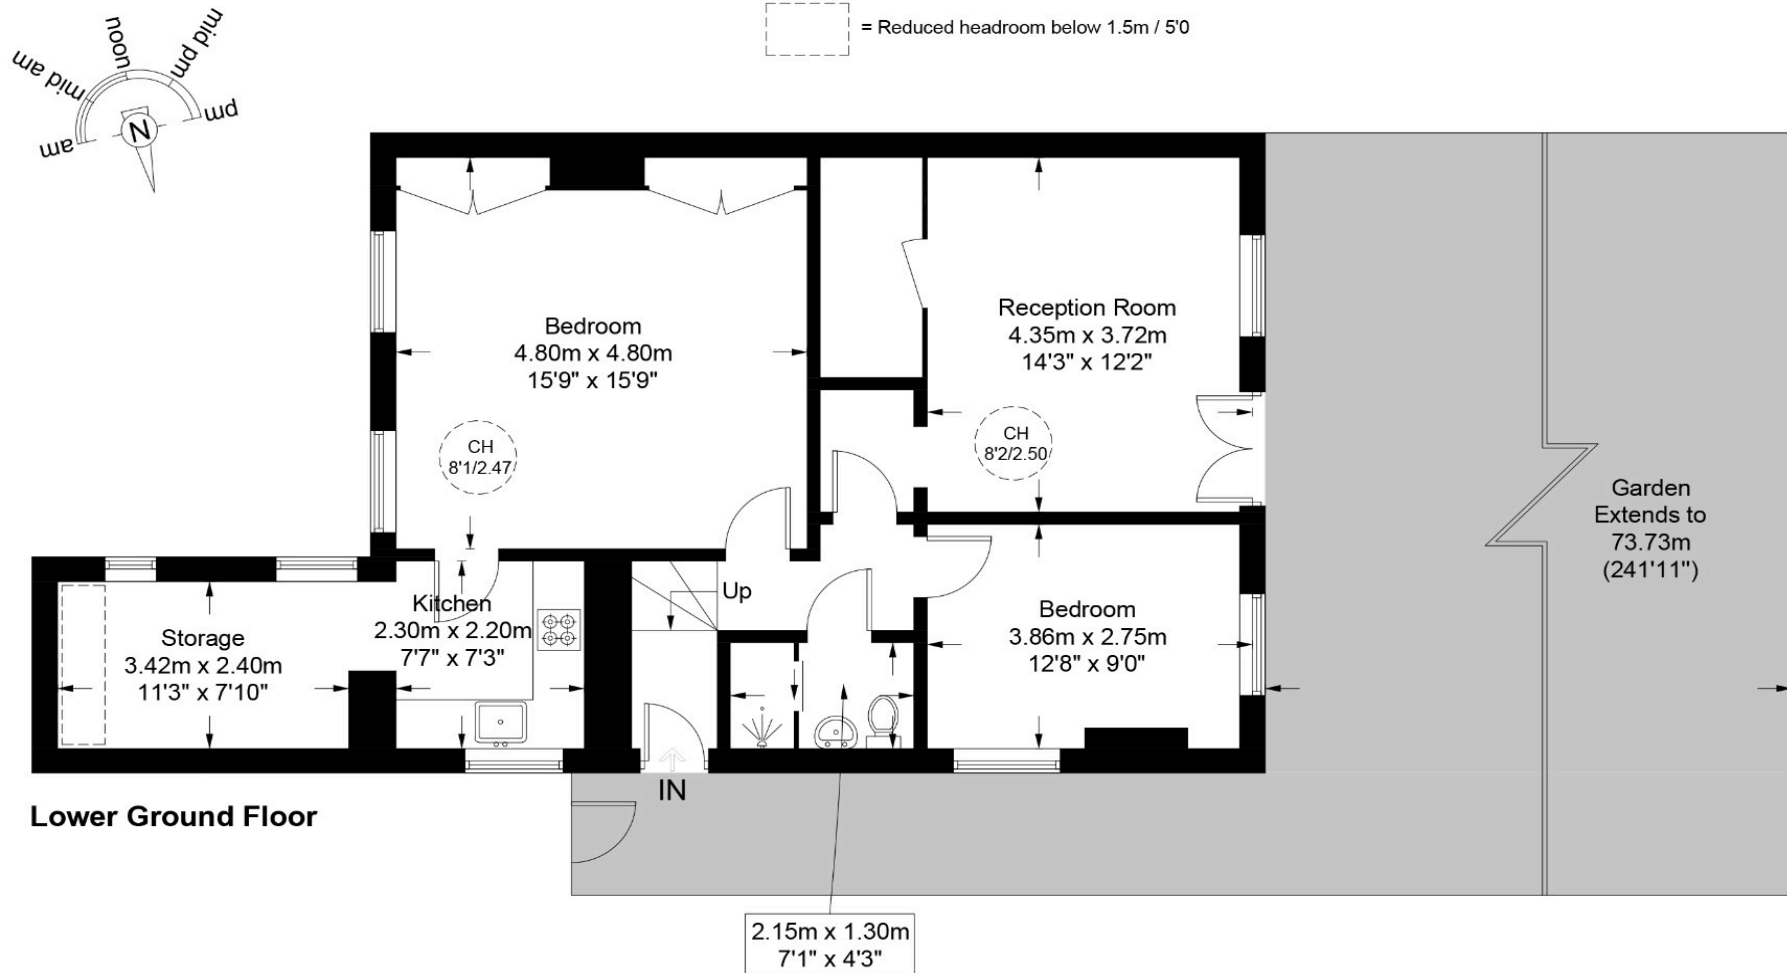 = Reduced headroom below 1.5m / 5'0
am
mid am
noon
mid pm
pm
N
Bedroom
4.80m x 4.80m
15'9" x 15'9"
Reception Room
4.35m x 3.72m
14'3" x 12'2"
CH
8'1/2.47
CH
8'2/2.50
Garden
Extends to
73.73m
(241'11")
Kitchen
2.30m x 2.20m
7'7" x 7'3"
Storage
3.42m x 2.40m
11'3" x 7'10"
Up
Bedroom
3.86m x 2.75m
12'8" x 9'0"
IN
Lower Ground Floor
2.15m x 1.30m
7'1" x 4'3"